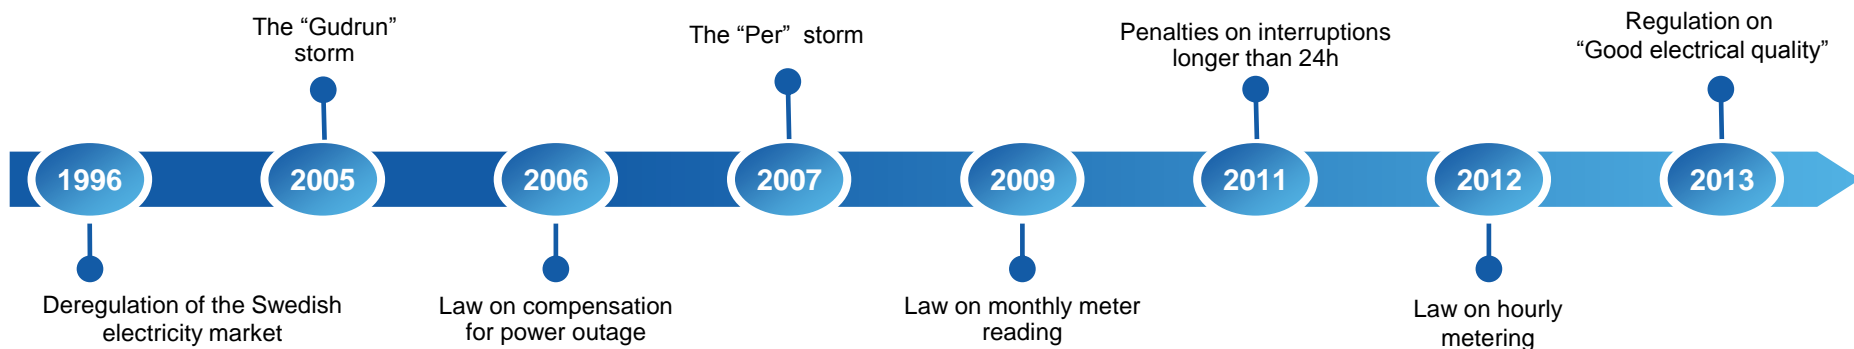 The “Gudrun”
storm
The “Per” storm
Penalties on interruptions
longer than 24h
Regulation on
“Good electrical quality”
1996
2005
2006
2007
2009
2011
2012
2013
Deregulation of the Swedish
electricity market
Law on compensation
for power outage
Law on monthly meter
reading
Law on hourly
metering